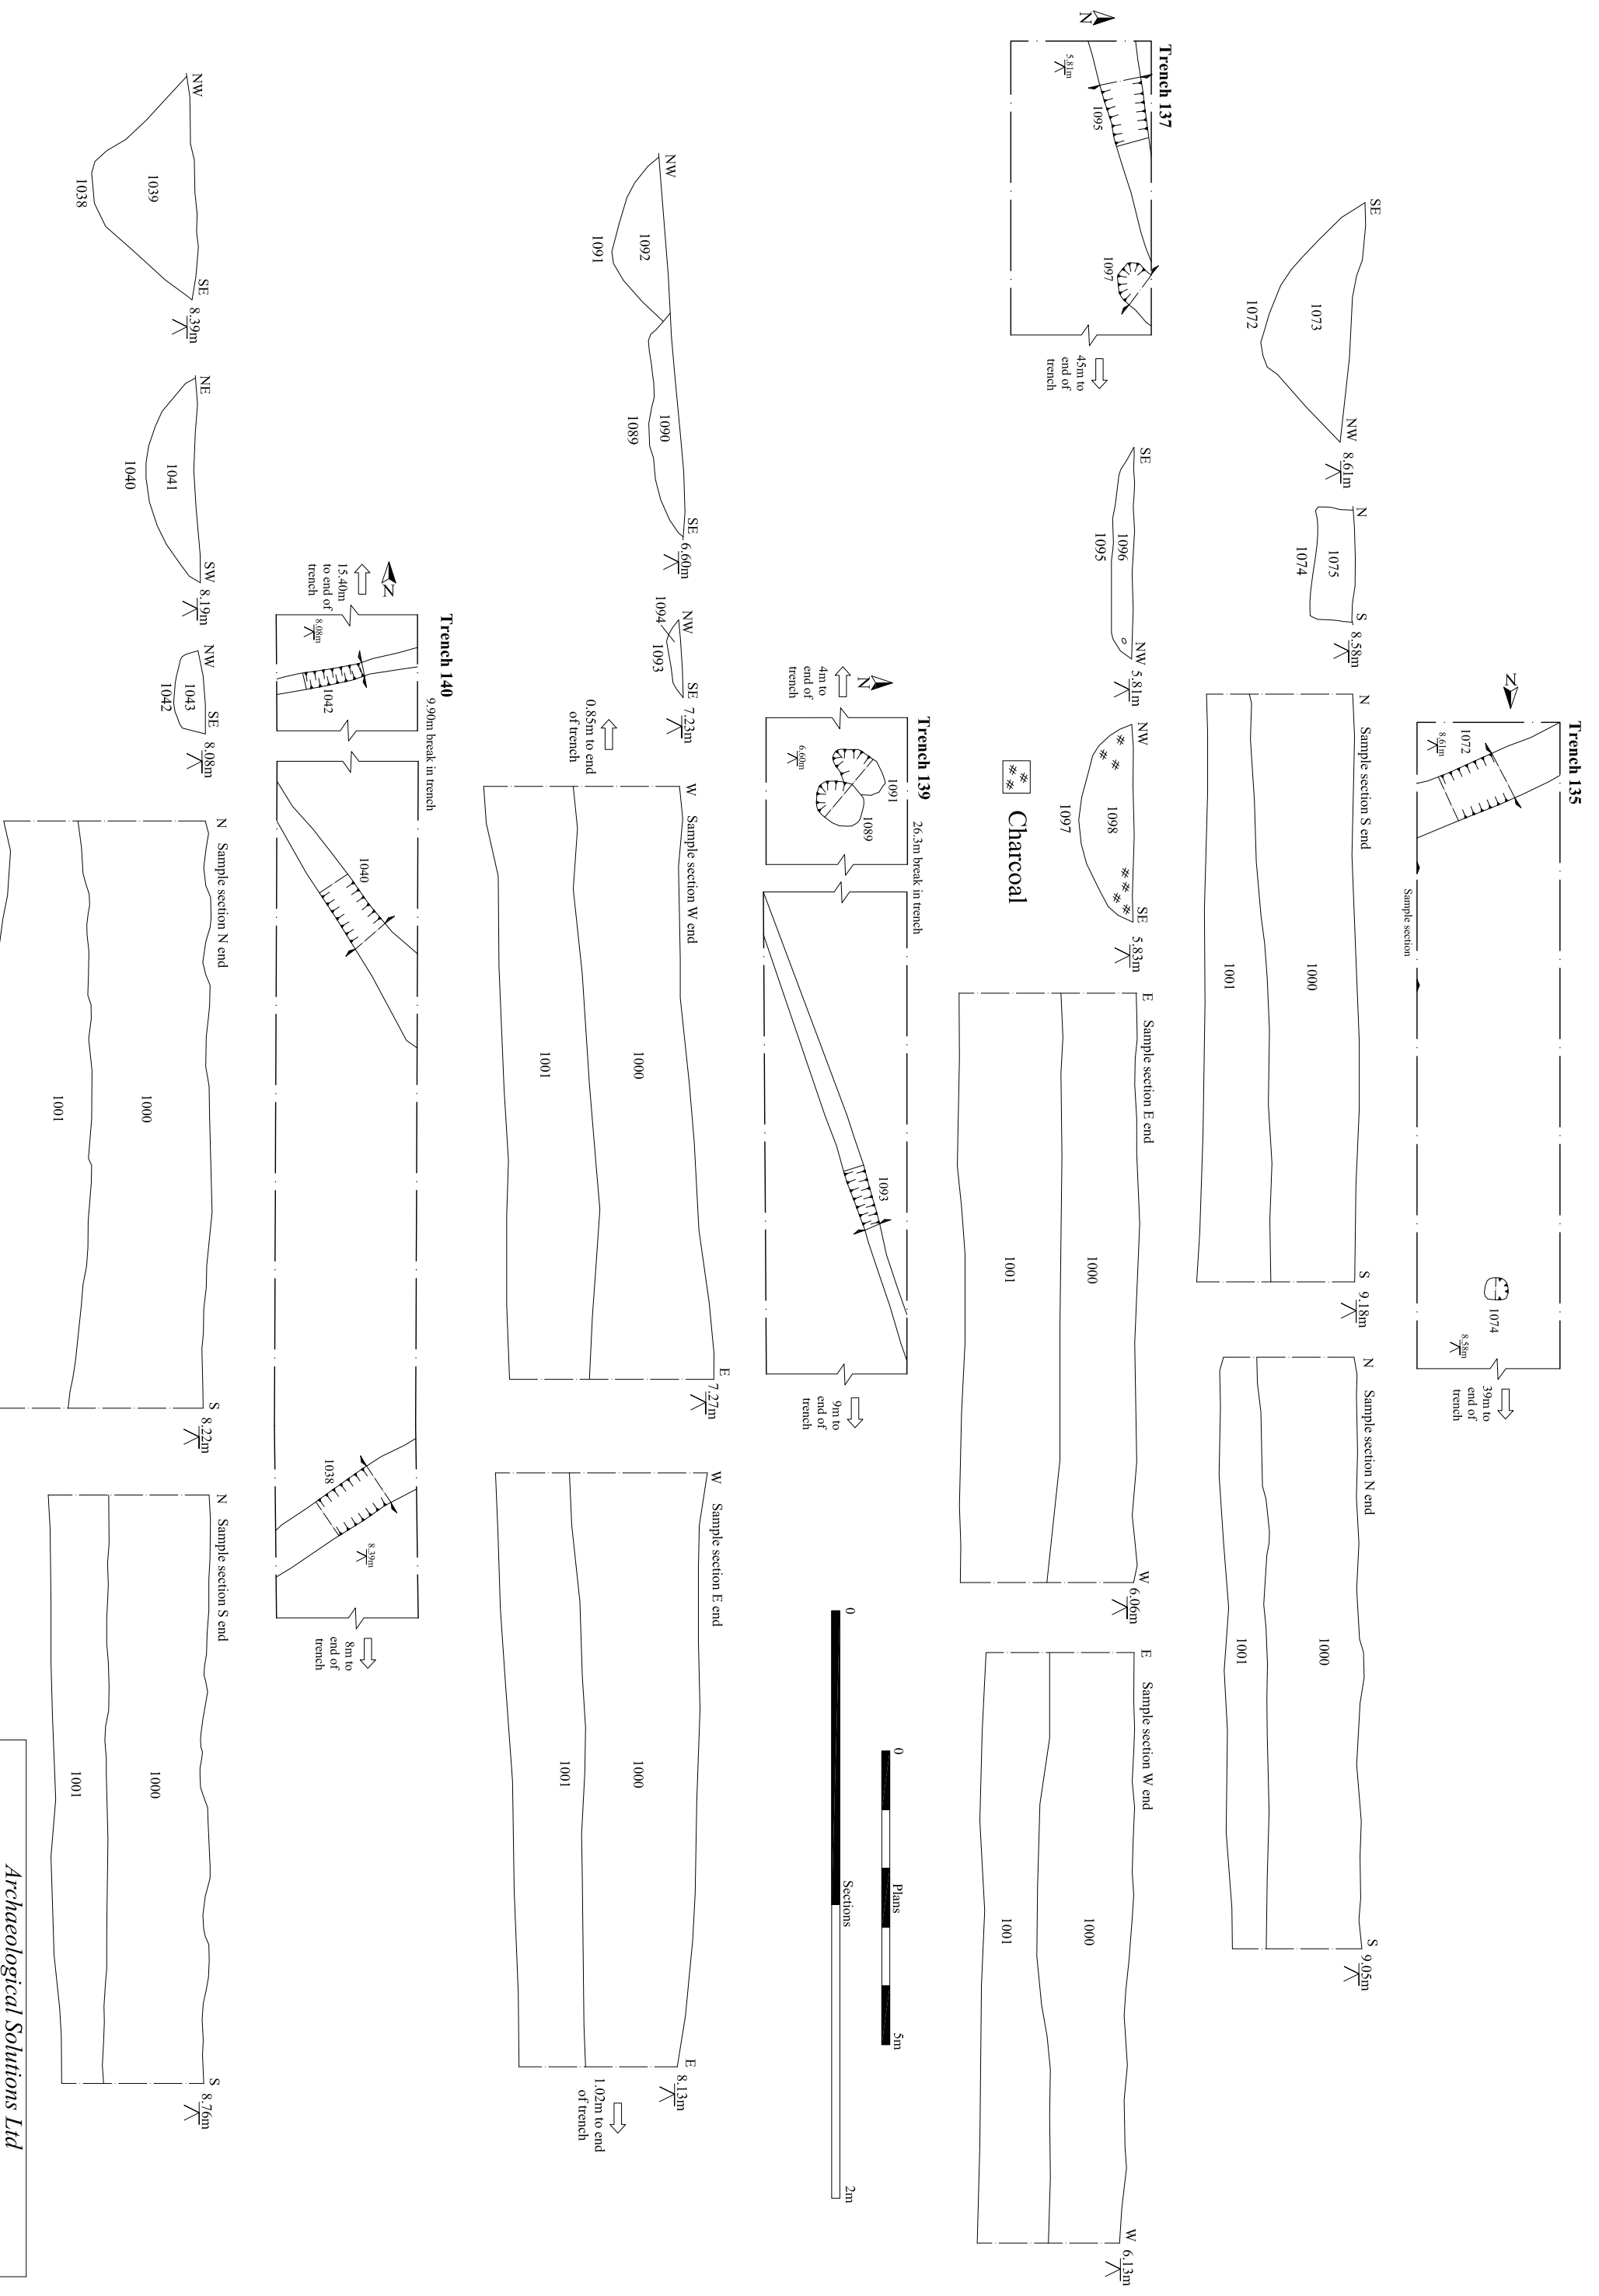 Trench 135
N
1072
8.61m
Sample section
1074
8.58m
39m to
end of
trench
SE
NW
8.61m
1073
1072
N
S
8.58m
1075
1074
N
Sample section S end
S
9.18m
1000
1001
N
Sample section N end
S
9.05m
1000
1001
Trench 137
N
5.81m
1095
1097
45m to
end of
trench
SE
NW
5.81m
1096
1095
NW
SE
5.83m
1098
1097
Charcoal
E
Sample section E end
W
6.06m
1000
1001
E
Sample section W end
W
6.13m
1000
1001
Trench 139
26.3m break in trench
N
4m to
end of
trench
6.60m
1091
1089
1093
9m to
end of
trench
0
Plans
5m
0
Sections
2m
NW
SE
6.60m
1092
1091
1090
1089
NW
SE
7.23m
1094
1093
0.85m to end
of trench
W
Sample section W end
E
7.27m
1000
1001
W
Sample section E end
E
8.13m
1000
1001
1.02m to end
of trench
Trench 140
9.90m break in trench
N
15.40m
to end of
trench
8.08m
1042
1040
1038
8.39m
8m to
end of
trench
NW
SE
8.39m
1039
1038
NE
SW
8.19m
1041
1040
NW
SE
8.08m
1043
1042
N
Sample section N end
S
8.22m
1000
1001
N
Sample section S end
S
8.76m
1000
1001
Archaeological Solutions Ltd